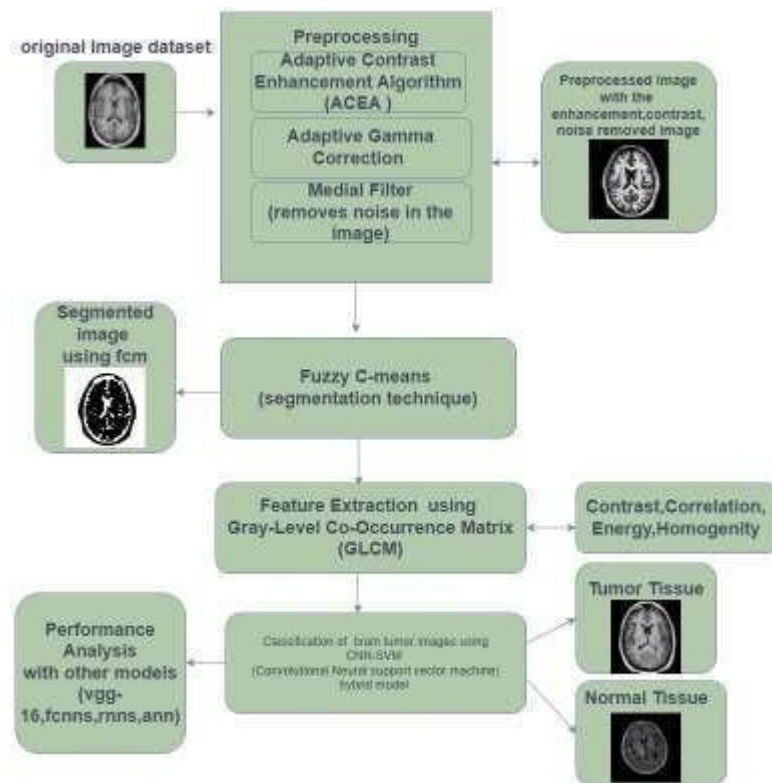 original image dataset
Preprocessing
Adaptive Contrast
Enhancement Algorithm
(ACEA )
Adaptive Gamma
Correction
Medial Filter
(removes noise in the
image)
Preprocessed image
with the
enhancement,contrast,
noise removed image
Segmented
image
using fcm
Fuzzy C-means
(segmentation technique)
Feature Extraction using
Gray-Level Co-Occurrence Matrix
(GLCM)
Contrast,Correlation,
Energy,Homogenity
Performance
Analysis
with other models
(vgg-
16,fcnns,rnns,ann)
Classification of brain tumor images using
CNN-SVM
(Convolutional Neural support vector machine)
hybrid model
Tumor Tissue
Normal Tissue